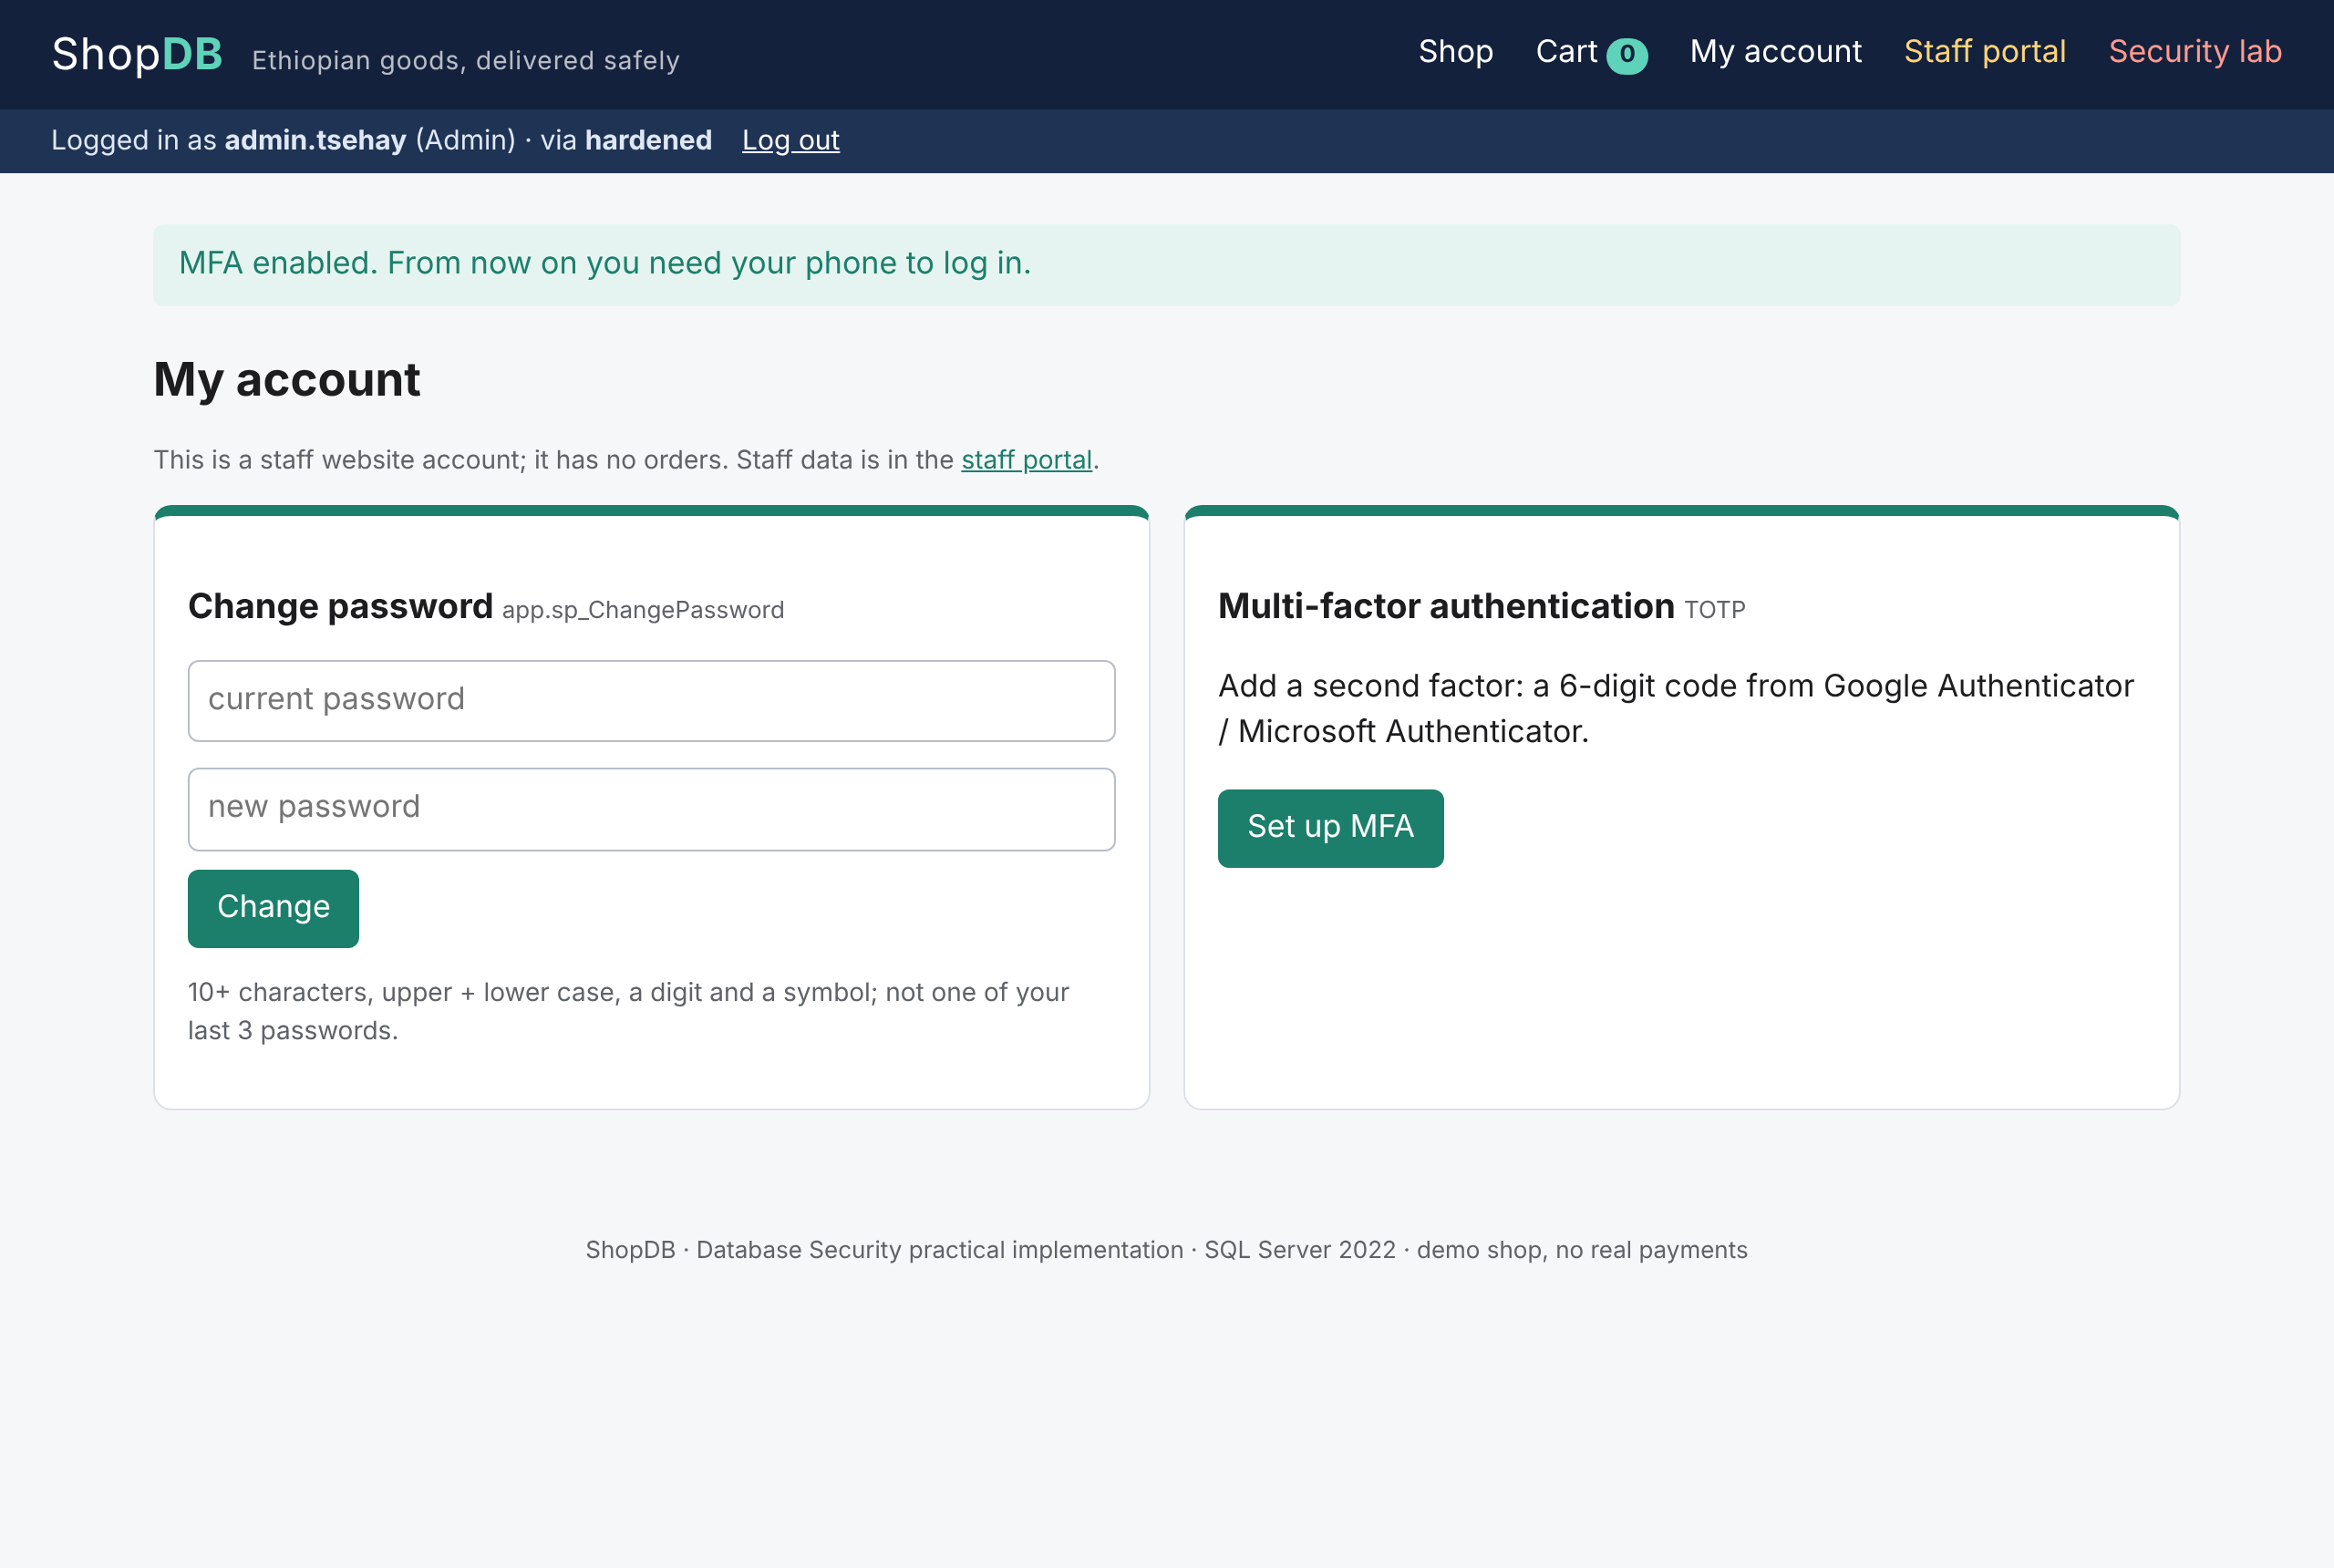 ShopDB Ethiopian goods, delivered safely Shop Cart 0 My account Staff portal Security lab
Logged in as admin.tsehay (Admin) · via hardened Log out
MFA enabled. From now on you need your phone to log in.
My account
This is a staff website account; it has no orders. Staff data is in the staff portal.
Change password app.sp_ChangePassword
current password
new password
Change
10+ characters, upper + lower case, a digit and a symbol; not one of your
last 3 passwords.
Multi-factor authentication TOTP
Add a second factor: a 6-digit code from Google Authenticator
/ Microsoft Authenticator.
Set up MFA
ShopDB · Database Security practical implementation · SQL Server 2022 · demo shop, no real payments